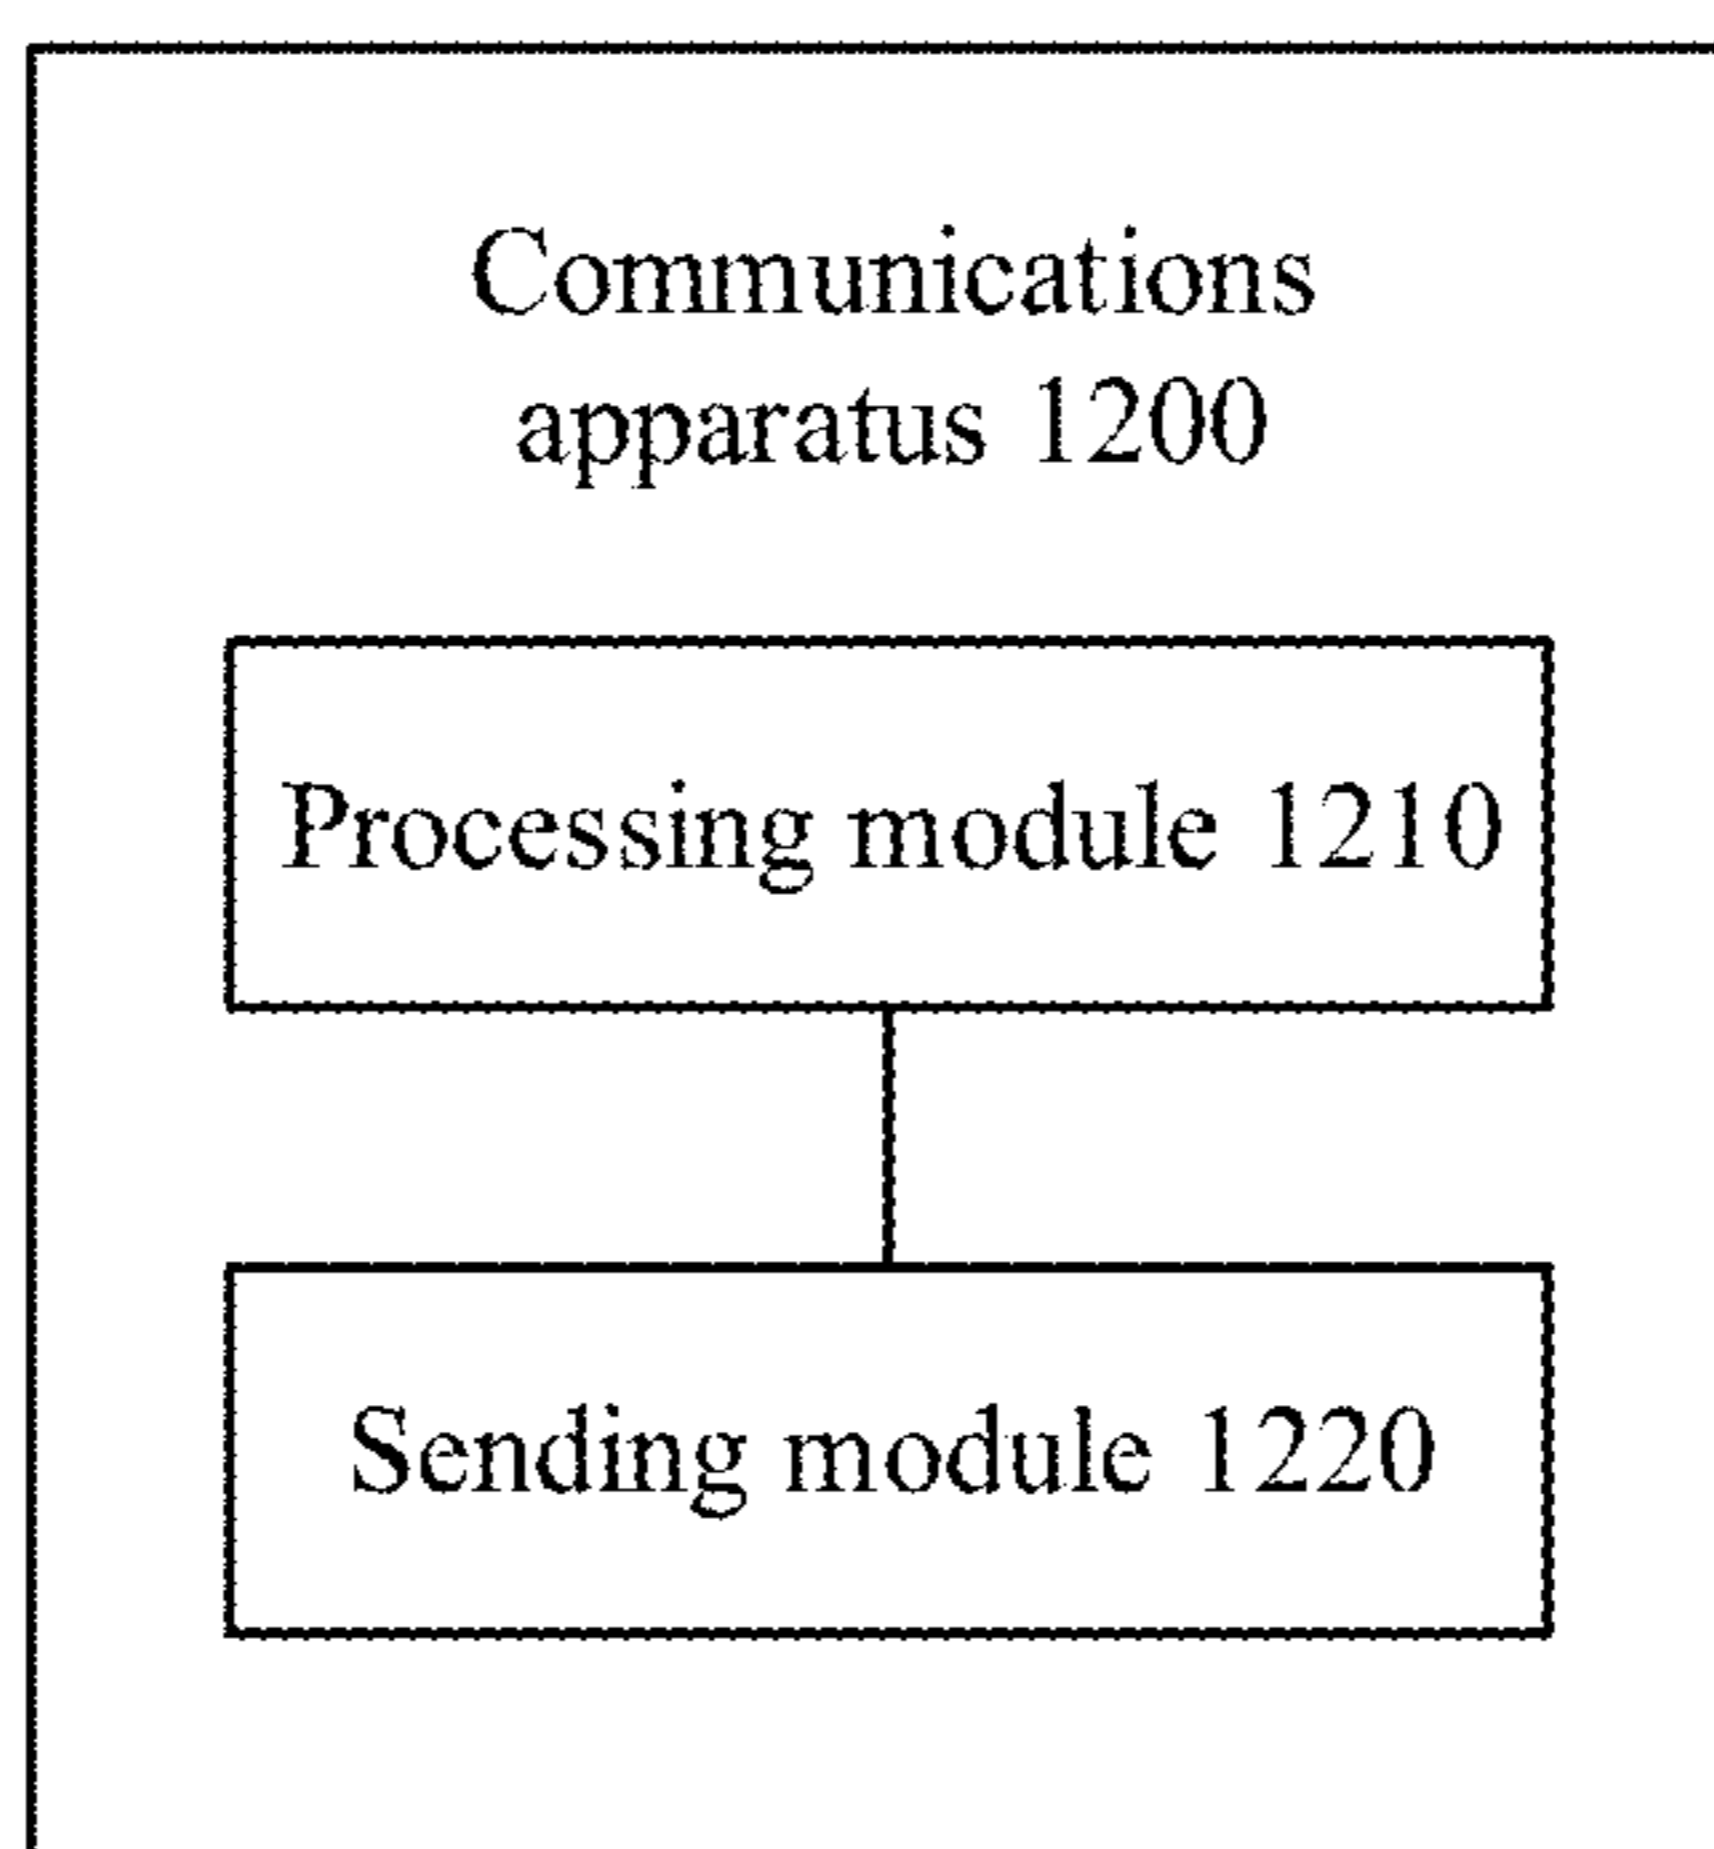 Communications
apparatus 1200
Processing module 1210
Sending module 1220